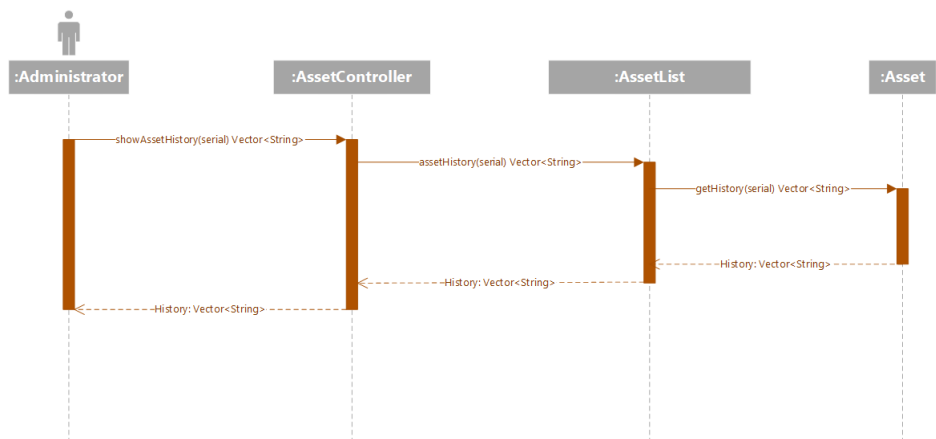 :Administrator
:AssetController
:AssetList
:Asset
showAssetHistory(serial) Vector<String>
assetHistory(serial) Vector<String>
getHistory(serial) Vector<String>
History: Vector<String>
History: Vector<String>
History: Vector<String>